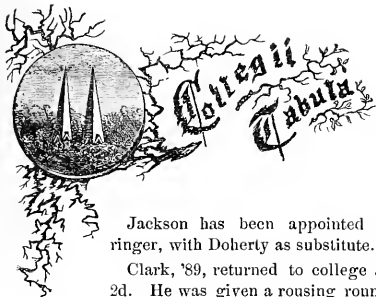 Collegii
Tabula
Jackson has been appointed
ringer, with Doherty as substitute.
Clark, '89, returned to college
2d. He was given a rousing roun